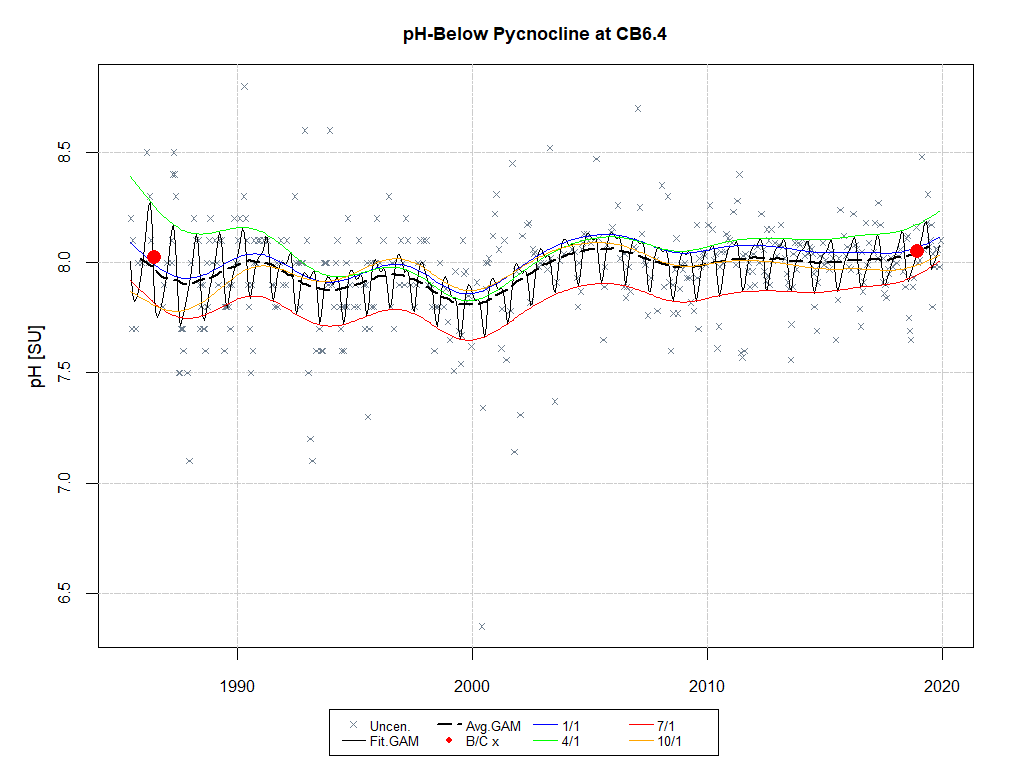 pH-Below Pycnocline at CB6.4
pH [SU]
8.5
8.0
7.5
7.0
6.5
1990 2000 2010 2020
Uncen. Avg.GAM 1/1 7/1
Fit.GAM B/C x 4/1 10/1